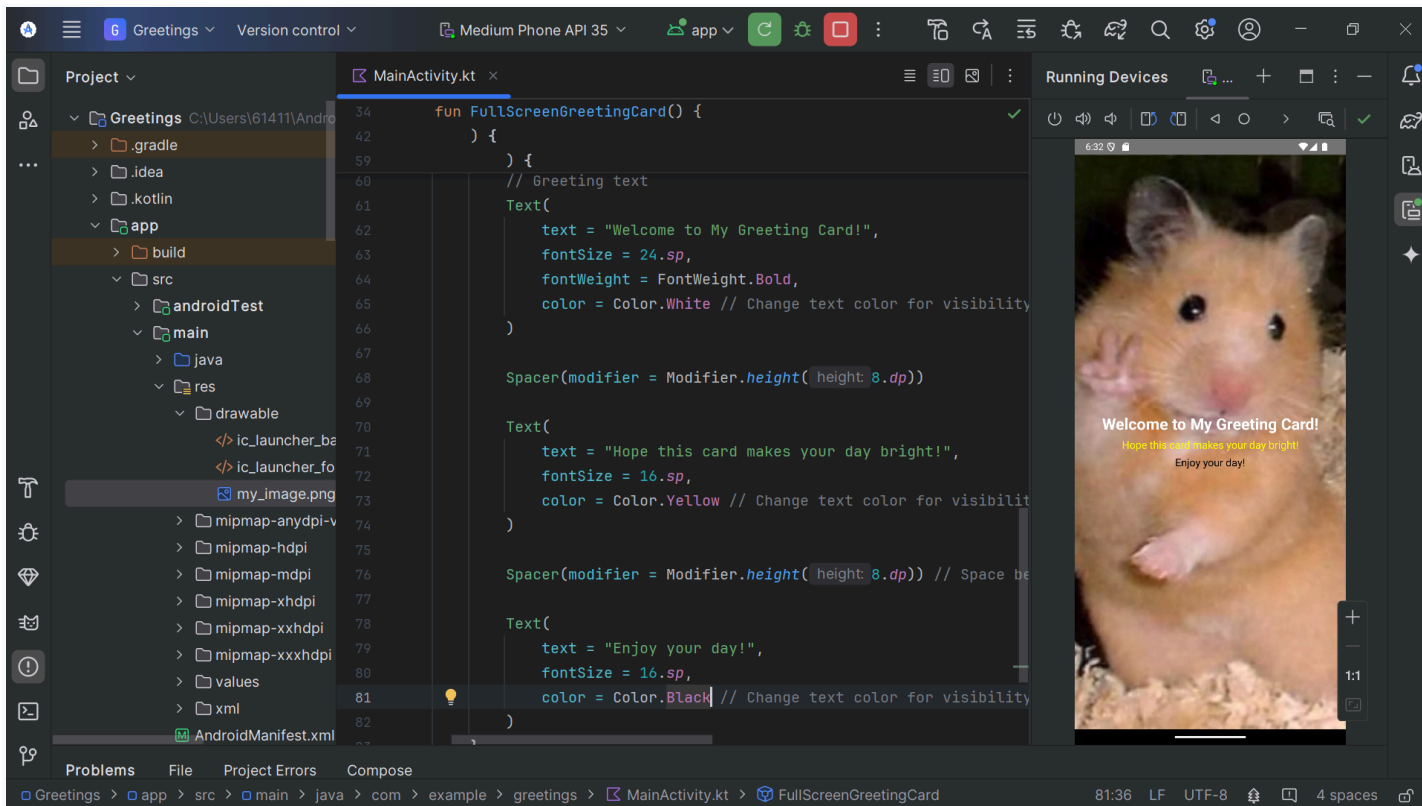 G Greetings Version control Medium Phone API 35 app
Project
MainActivity.kt
Running Devices
Greetings C:\Users\61411\Andro
.gradle
.idea
.kotlin
app
build
src
androidTest
main
java
res
drawable
ic_launcher_ba
ic_launcher_fo
my_image.png
mipmap-anydpi-v
mipmap-hdpi
mipmap-mdpi
mipmap-xhdpi
mipmap-xxhdpi
mipmap-xxxhdpi
values
xml
AndroidManifest.xml
34 fun FullScreenGreetingCard() {
42 ) {
59 ) {
60 // Greeting text
61 Text(
62 text = "Welcome to My Greeting Card!",
63 fontSize = 24.sp,
64 fontWeight = FontWeight.Bold,
65 color = Color.White // Change text color for visibility
66 )
67
68 Spacer(modifier = Modifier.height( height: 8.dp))
69
70 Text(
71 text = "Hope this card makes your day bright!",
72 fontSize = 16.sp,
73 color = Color.Yellow // Change text color for visibilit
74 )
75
76 Spacer(modifier = Modifier.height( height: 8.dp)) // Space be
77
78 Text(
79 text = "Enjoy your day!",
80 fontSize = 16.sp,
81 color = Color.Black // Change text color for visibility
82 )
6:32
Welcome to My Greeting Card!
Hope this card makes your day bright!
Enjoy your day!
1:1
Problems File Project Errors Compose
Greetings > app > src > main > java > com > example > greetings > MainActivity.kt > FullScreenGreetingCard 81:36 LF UTF-8 4 spaces